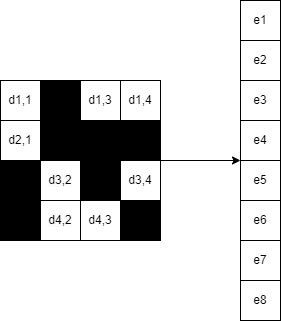 e1
e2
d1,1 d1,3 d1,4 e3
d2,1 e4
d3,2 d3,4 e5
d4,2 d4,3 e6
e7
e8